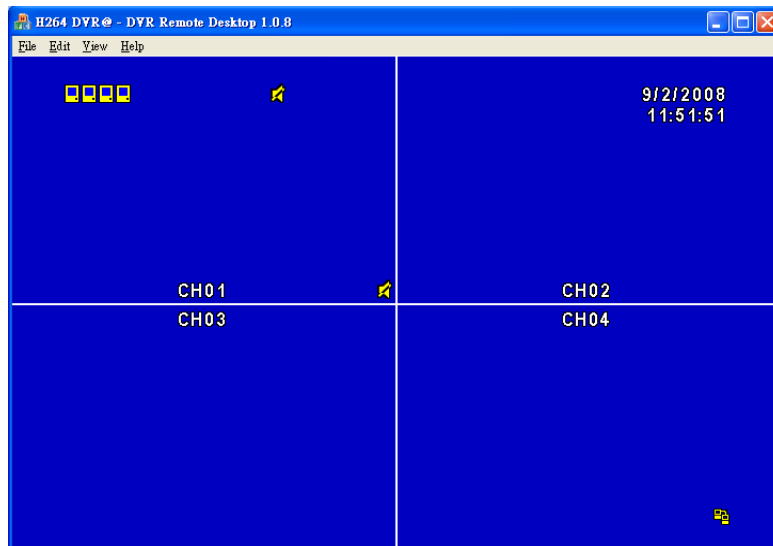 H264 DVR@ - DVR Remote Desktop 1.0.8
File Edit View Help
9/2/2008
11:51:51
CH01
CH02
CH03
CH04